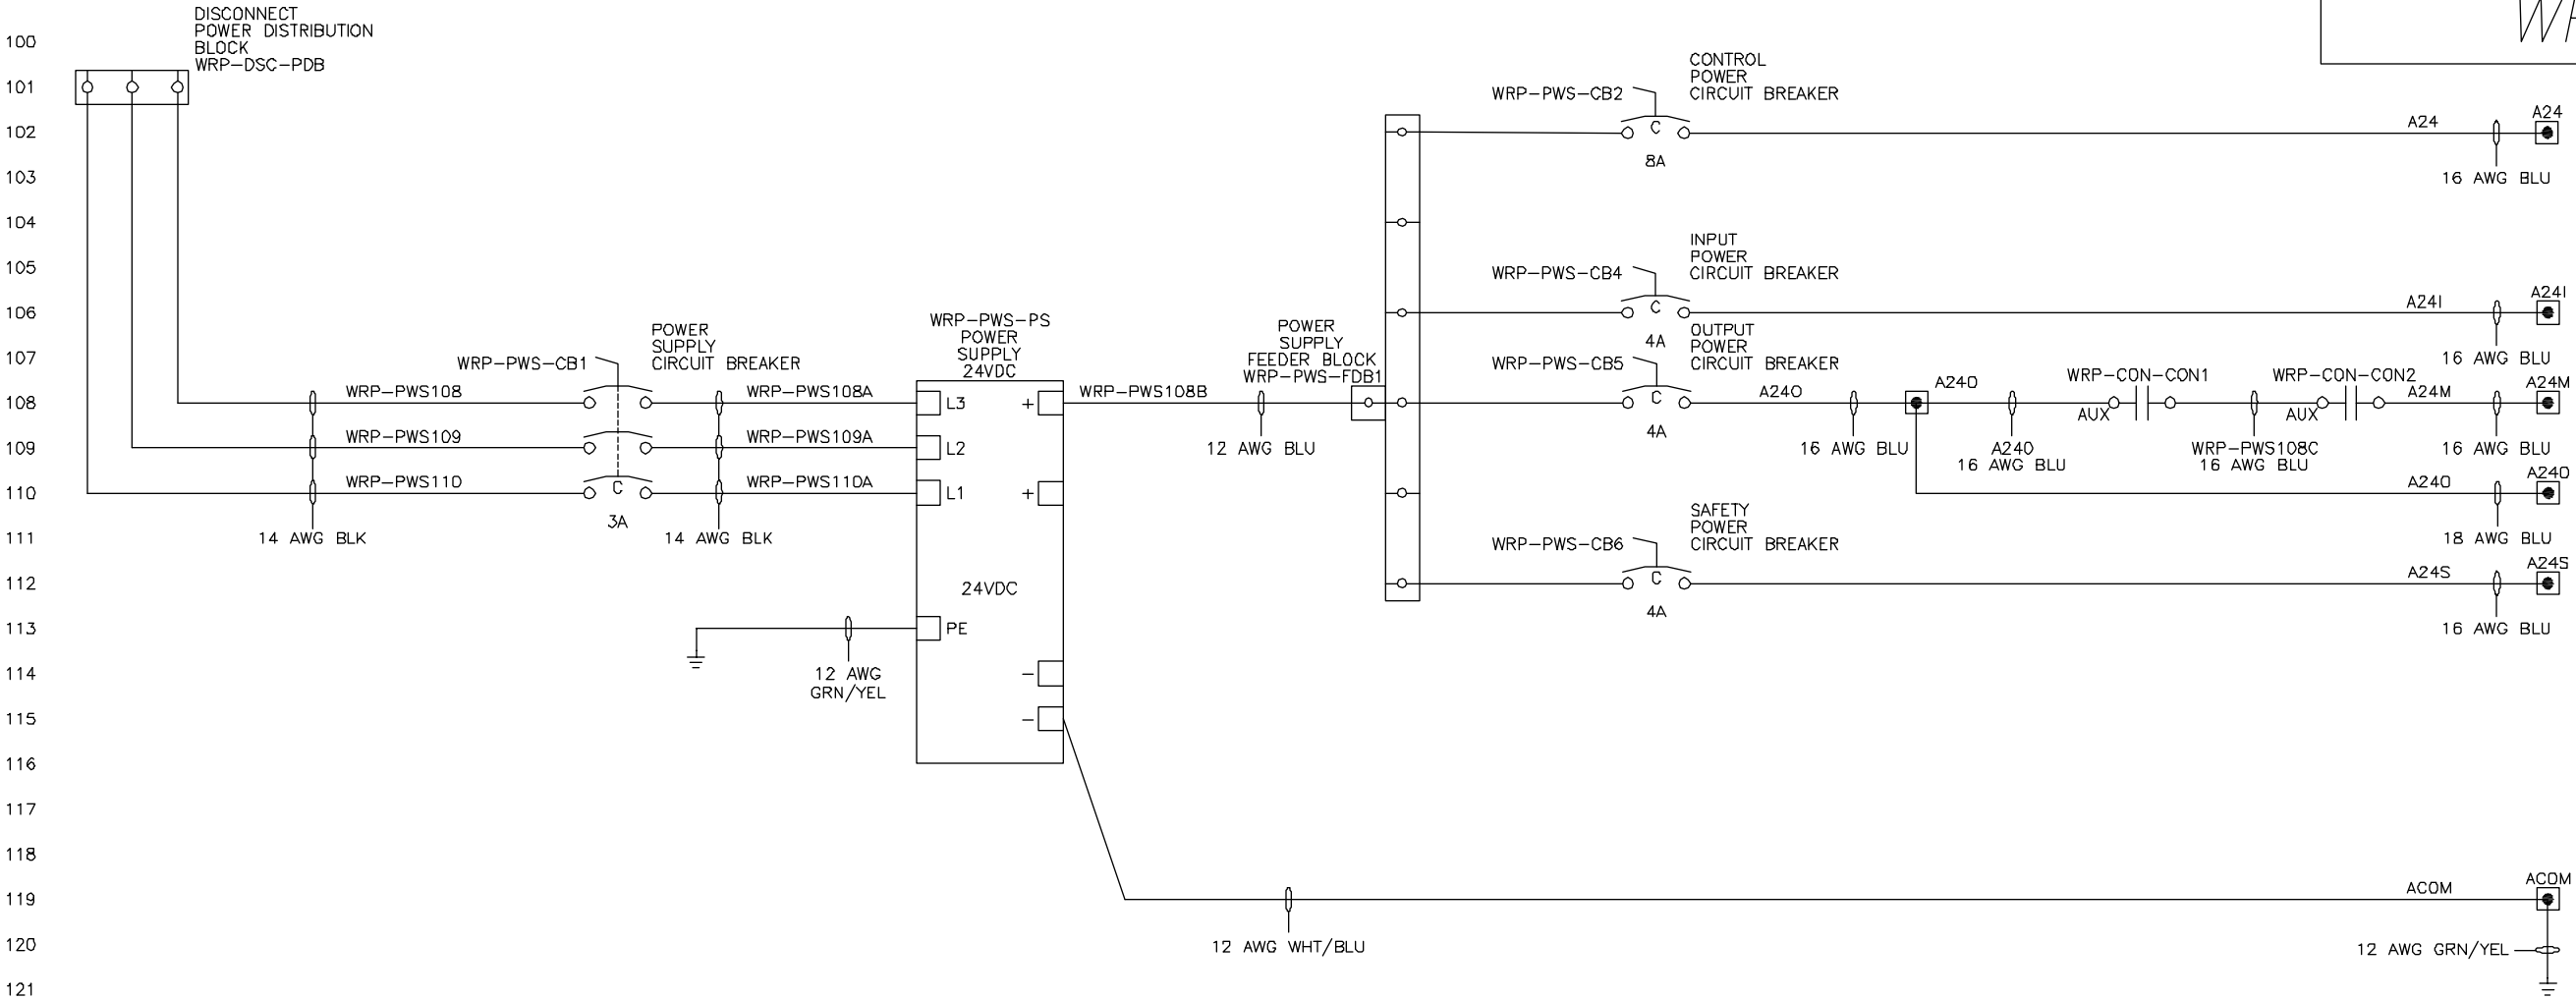 DISCONNECT
POWER DISTRIBUTION
BLOCK
WRP-DSC-PDB
100
101
102
103
104
105
106
107
108
109
110
111
112
113
114
115
116
117
118
119
120
121
WRP-PWS108
WRP-PWS109
WRP-PWS110
14 AWG BLK
WRP-PWS-CB1
POWER
SUPPLY
CIRCUIT BREAKER
C
3A
WRP-PWS108A
WRP-PWS109A
WRP-PWS110A
14 AWG BLK
WRP-PWS-PS
POWER
SUPPLY
24VDC
L3
L2
L1
+
+
24VDC
PE
-
-
12 AWG
GRN/YEL
WRP-PWS108B
12 AWG BLU
POWER
SUPPLY
FEEDER BLOCK
WRP-PWS-FDB1
WRP-PWS-CB2
CONTROL
POWER
CIRCUIT BREAKER
C
8A
A24
A24
16 AWG BLU
WRP-PWS-CB4
INPUT
POWER
CIRCUIT BREAKER
C
4A
A24I
A24I
16 AWG BLU
WRP-PWS-CB5
OUTPUT
POWER
CIRCUIT BREAKER
C
4A
A24O
16 AWG BLU
A24O
A24O
16 AWG BLU
WRP-CON-CON1
AUX
WRP-PWS108C
16 AWG BLU
WRP-CON-CON2
AUX
A24M
A24M
16 AWG BLU
A24O
A24O
18 AWG BLU
WRP-PWS-CB6
SAFETY
POWER
CIRCUIT BREAKER
C
4A
A24S
A24S
16 AWG BLU
12 AWG WHT/BLU
ACOM
ACOM
12 AWG GRN/YEL